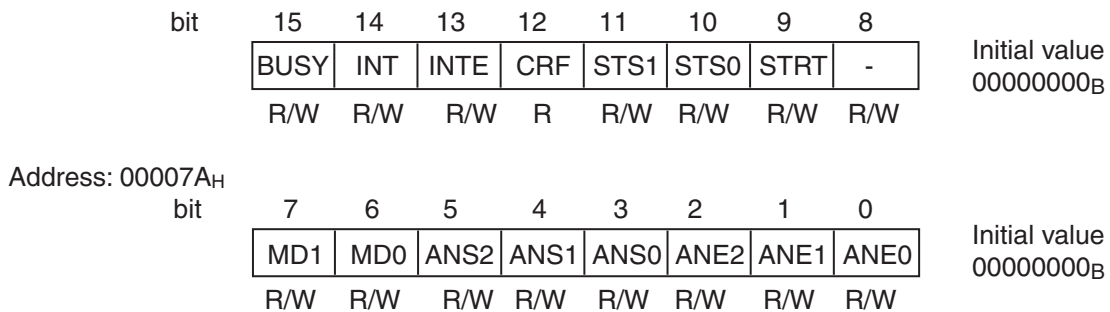 bit 15 14 13 12 11 10 9 8
BUSY INT INTE CRF STS1 STS0 STRT - Initial value
00000000B
R/W R/W R/W R R/W R/W R/W R/W
Address: 00007AH
bit 7 6 5 4 3 2 1 0
MD1 MD0 ANS2 ANS1 ANS0 ANE2 ANE1 ANE0 Initial value
00000000B
R/W R/W R/W R/W R/W R/W R/W R/W